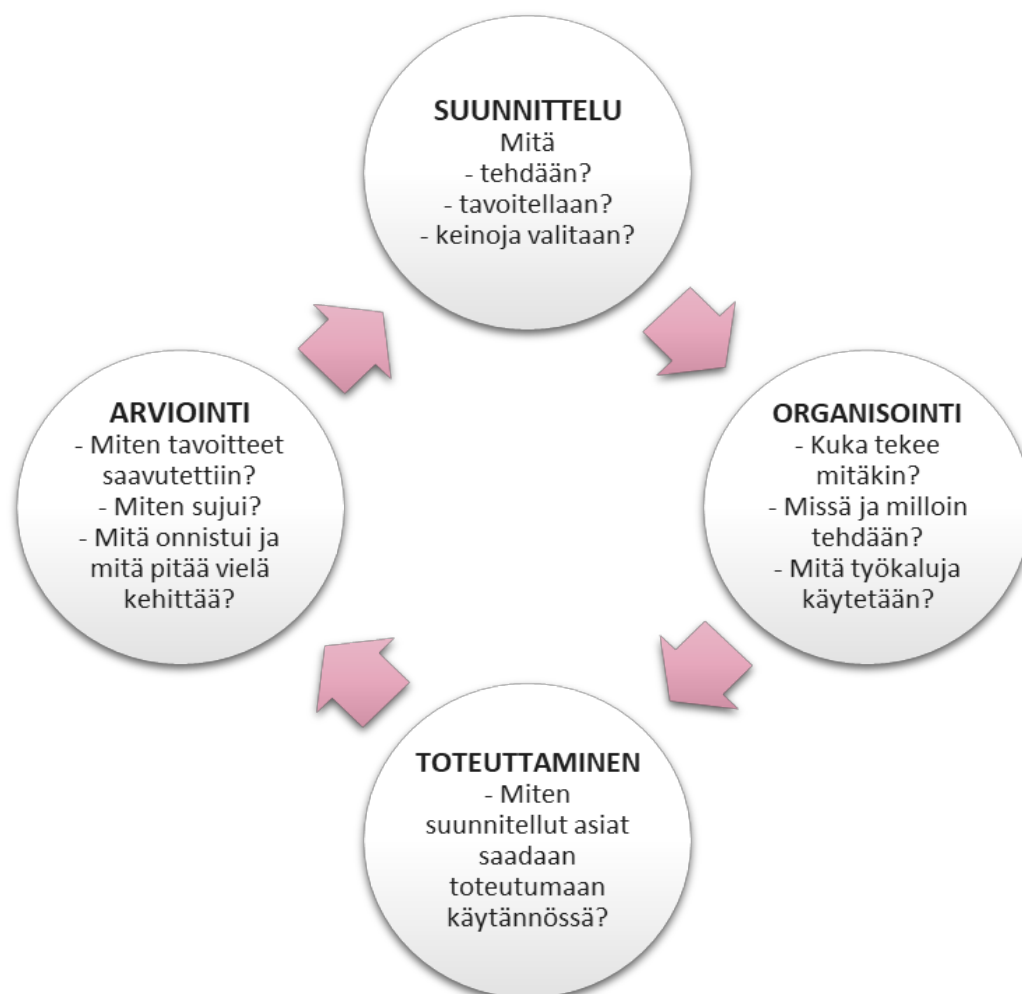 SUUNNITTELU
Mitä
- tehdään?
- tavoitellaan?
- keinoja valitaan?
ORGANISOINTI
- Kuka tekee
mitäkin?
- Missä ja milloin
tehdään?
- Mitä työkaluja
käytetään?
TOTEUTTAMINEN
- Miten
suunnitellut asiat
saadaan
toteutumaan
käytännössä?
ARVIOINTI
- Miten tavoitteet
saavutettiin?
- Miten sujui?
- Mitä onnistui ja
mitä pitää vielä
kehittää?